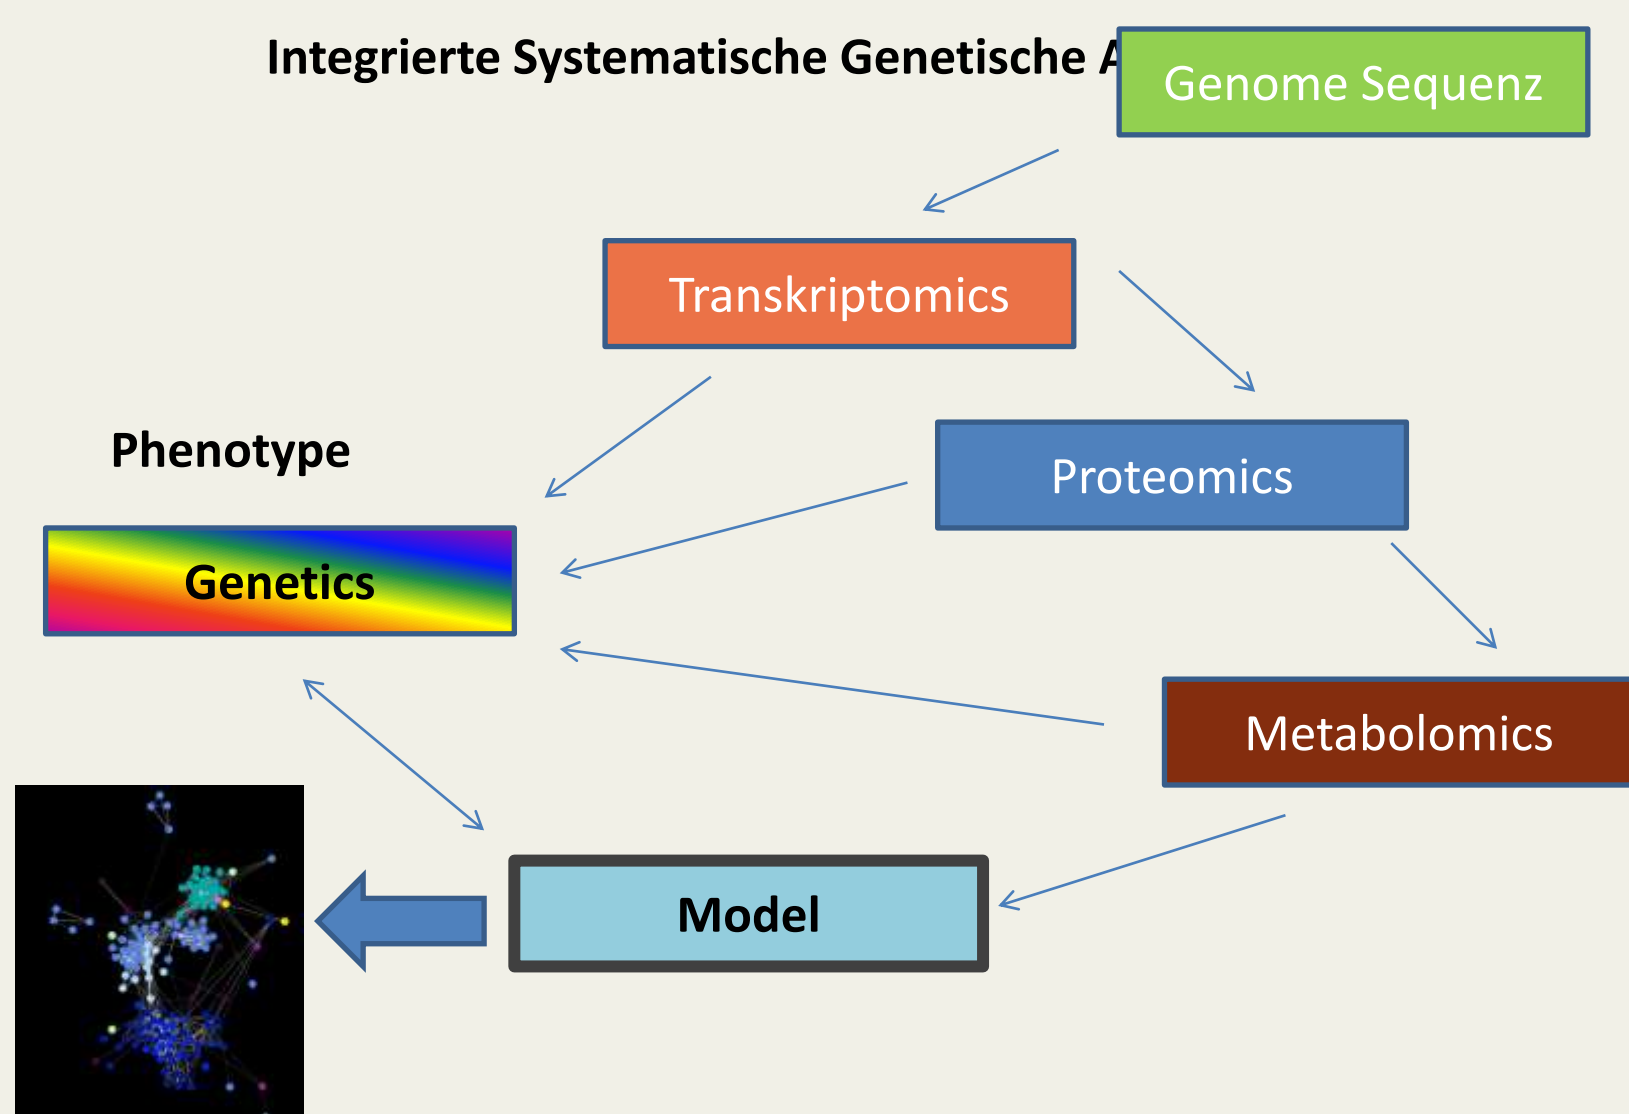 Integrierte Systematische Genetische A
Genome Sequenz
Transkriptomics
Phenotype
Proteomics
Genetics
Metabolomics
Model